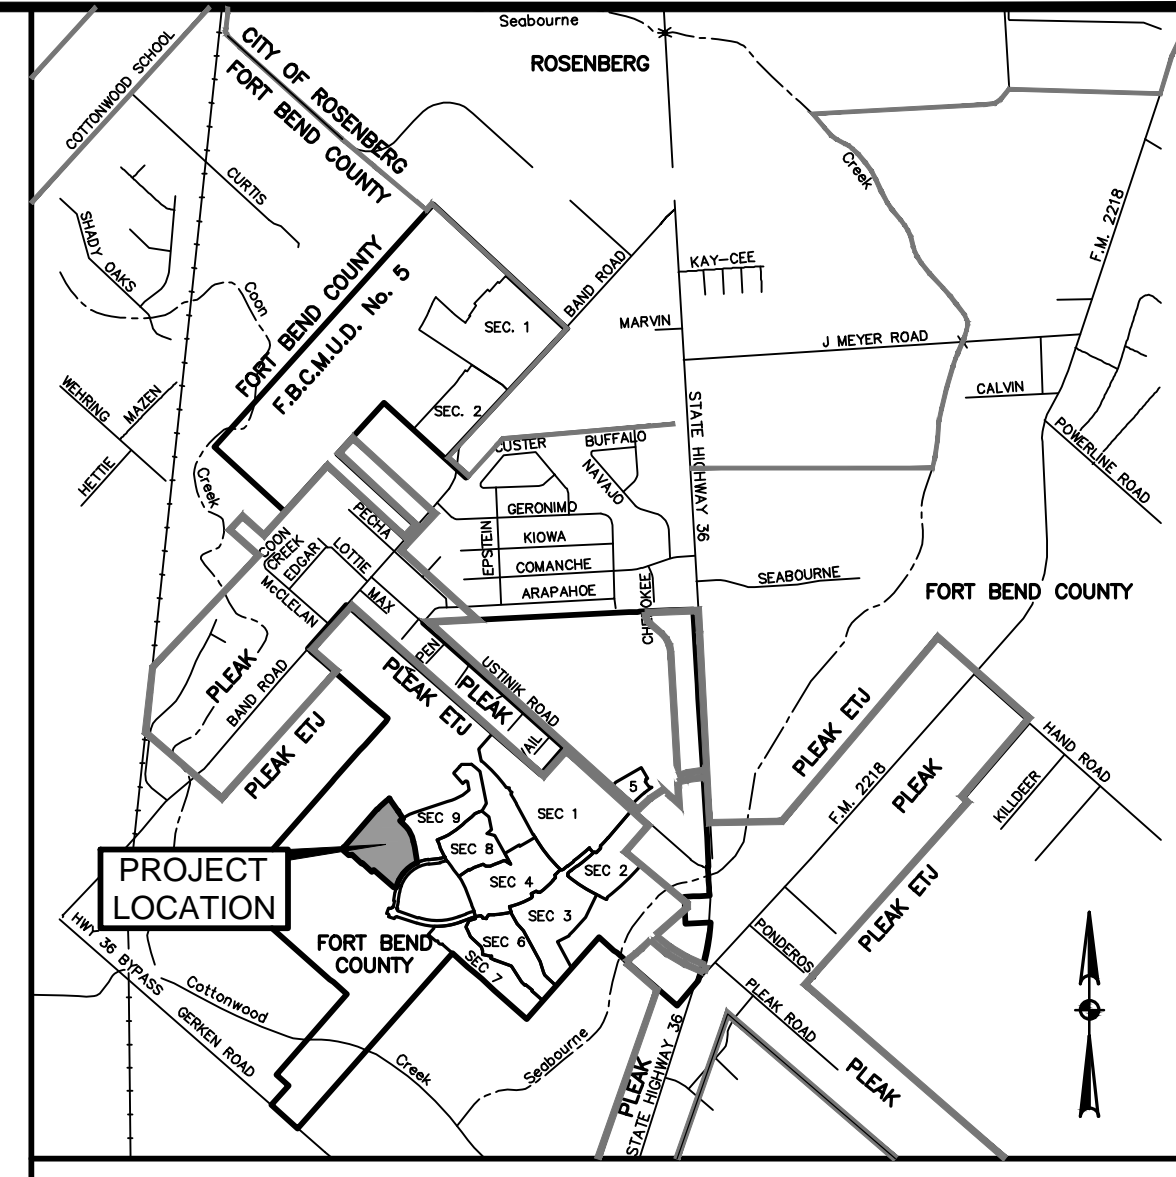 Seabourne
ROSENBERG
COTTONWOOD SCHOOL
CITY OF ROSENBERG
FORT BEND COUNTY
CURTIS
SHADY OAKS
Creek
F.M. 2218
KAY-CEE
BAND ROAD
MARVIN
J MEYER ROAD
CALVIN
POWERLINE ROAD
Coon
Creek
FORT BEND COUNTY
F.B.C.M.U.D. No. 5
SEC. 1
SEC. 2
WEHRING
MAZEN
HETTIE
STATE HIGHWAY 36
CUSTER
BUFFALO
NAVAJO
GERONIMO
EPSTEIN
KIOWA
COMANCHE
ARAPAHOE
CHEROKEE
SEABOURNE
FORT BEND COUNTY
PECHA
COON
CREEK
EDGAR
LOTTIE
McCLELAN
MAX
PEN
USTINIK ROAD
PLEAK
PLEAK ETJ
AIL
PLEAK
BAND ROAD
PLEAK ETJ
PLEAK ETJ
F.M. 2218
PLEAK
HAND ROAD
KILLDEER
PLEAK ETJ
5
SEC 1
SEC 9
SEC 8
SEC 2
SEC 4
SEC 3
SEC 6
SEC 7
PROJECT
LOCATION
FORT BEND
COUNTY
HWY 36 BYPASS
GERKEN ROAD
Cottonwood
Creek
Seabourne
PONDEROS
PLEAK ROAD
PLEAK
PLEAK
STATE HIGHWAY 36